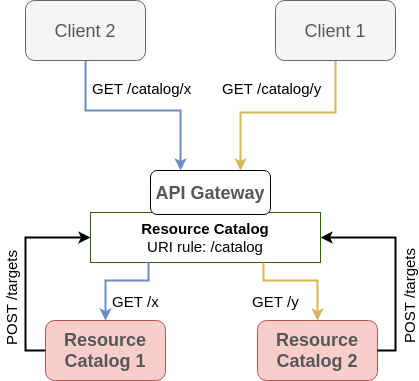 Client 2
Client 1
GET /catalog/x
GET /catalog/y
API Gateway
Resource Catalog
URI rule: /catalog
POST /targets
POST /targets
GET /x
GET /y
Resource
Catalog 1
Resource
Catalog 2